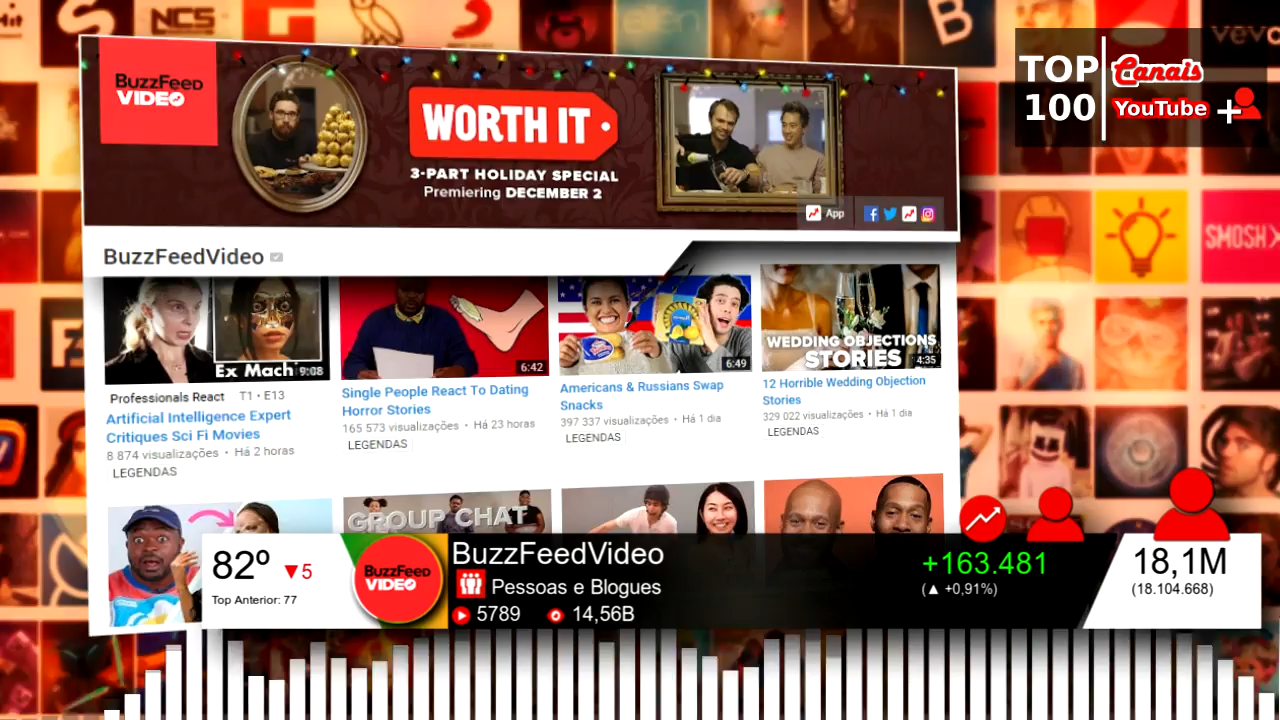 NCS
B
vevo
TOP
100
Canais
YouTube
BuzzFeed
VIDEO
WORTH IT
3-PART HOLIDAY SPECIAL
Premiering DECEMBER 2
App
SMOSH
BuzzFeedVideo
Ex Mach
9:08
6:42
6:49
WEDDING OBJECTIONS
STORIES
4:35
Professionals React T1 • E13
Artificial Intelligence Expert
Critiques Sci Fi Movies
8 874 visualizações • Há 2 horas
LEGENDAS
Single People React To Dating
Horror Stories
165 573 visualizações • Há 23 horas
LEGENDAS
Americans & Russians Swap
Snacks
397 337 visualizações • Há 1 dia
LEGENDAS
12 Horrible Wedding Objection
Stories
329 022 visualizações • Há 1 dia
LEGENDAS
GROUP CHAT
82º
▼5
Top Anterior: 77
BuzzFeed
VIDEO
BuzzFeedVideo
Pessoas e Blogues
5789
14,56B
+163.481
(▲ +0,91%)
18,1M
(18.104.668)